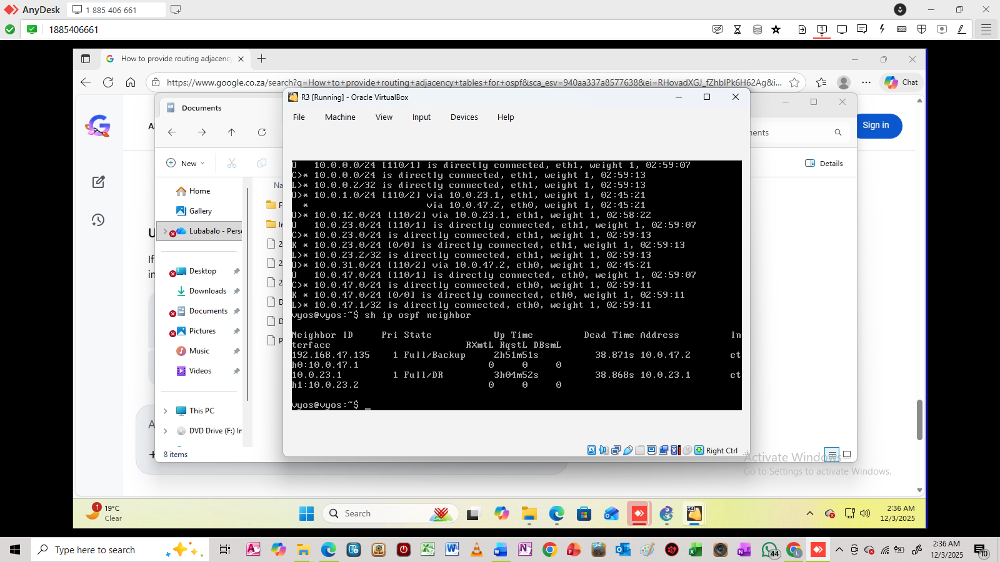 AnyDesk
1 885 406 661
1885406661
How to provide routing adjacency
https://www.google.co.za/search?q=How+to+provide+routing+adjacency+tables+for+ospf&sca_esv=940aa337a8577638&ei=RHovadXGJ_fZhbIPk6H62Ag&i...
Chat
Documents
R3 [Running] - Oracle VirtualBox
File Machine View Input Devices Help
Sign in
New
Details
Home
Gallery
Lubabalo - Pers
Desktop
Downloads
Documents
Pictures
Music
Videos
This PC
DVD Drive (F:) In
8 items
O   10.0.0.0/24 [110/1] is directly connected, eth1, weight 1, 02:59:07
C>* 10.0.0.0/24 is directly connected, eth1, weight 1, 02:59:13
L>* 10.0.0.2/32 is directly connected, eth1, weight 1, 02:59:13
O>* 10.0.1.0/24 [110/2] via 10.0.23.1, eth1, weight 1, 02:45:21
  *                     via 10.0.47.2, eth0, weight 1, 02:45:21
O>* 10.0.12.0/24 [110/2] via 10.0.23.1, eth1, weight 1, 02:58:22
O   10.0.23.0/24 [110/1] is directly connected, eth1, weight 1, 02:59:07
C>* 10.0.23.0/24 is directly connected, eth1, weight 1, 02:59:13
K * 10.0.23.0/24 [0/0] is directly connected, eth1, weight 1, 02:59:13
L>* 10.0.23.2/32 is directly connected, eth1, weight 1, 02:59:13
O>* 10.0.31.0/24 [110/2] via 10.0.47.2, eth0, weight 1, 02:45:21
O   10.0.47.0/24 [110/1] is directly connected, eth0, weight 1, 02:59:07
C>* 10.0.47.0/24 is directly connected, eth0, weight 1, 02:59:11
K * 10.0.47.0/24 [0/0] is directly connected, eth0, weight 1, 02:59:11
L>* 10.0.47.1/32 is directly connected, eth0, weight 1, 02:59:11
vyos@vyos:~$ sh ip ospf neighbor
Neighbor ID     Pri State           Up Time         Dead Time Address         In
terface                        RXmtL RqstL DBsmL
192.168.47.135    1 Full/Backup     2h51m51s          38.871s 10.0.47.2       et
h0:10.0.47.1                       0     0     0
10.0.23.1         1 Full/DR         3h04m52s          38.868s 10.0.23.1       et
h1:10.0.23.2                       0     0     0
vyos@vyos:~$ _
Right Ctrl
Activate Windows
Go to Settings to activate Windows.
1
19°C
Clear
Search
2:36 AM
12/3/2025
Type here to search
44
2:36 AM
12/3/2025
10